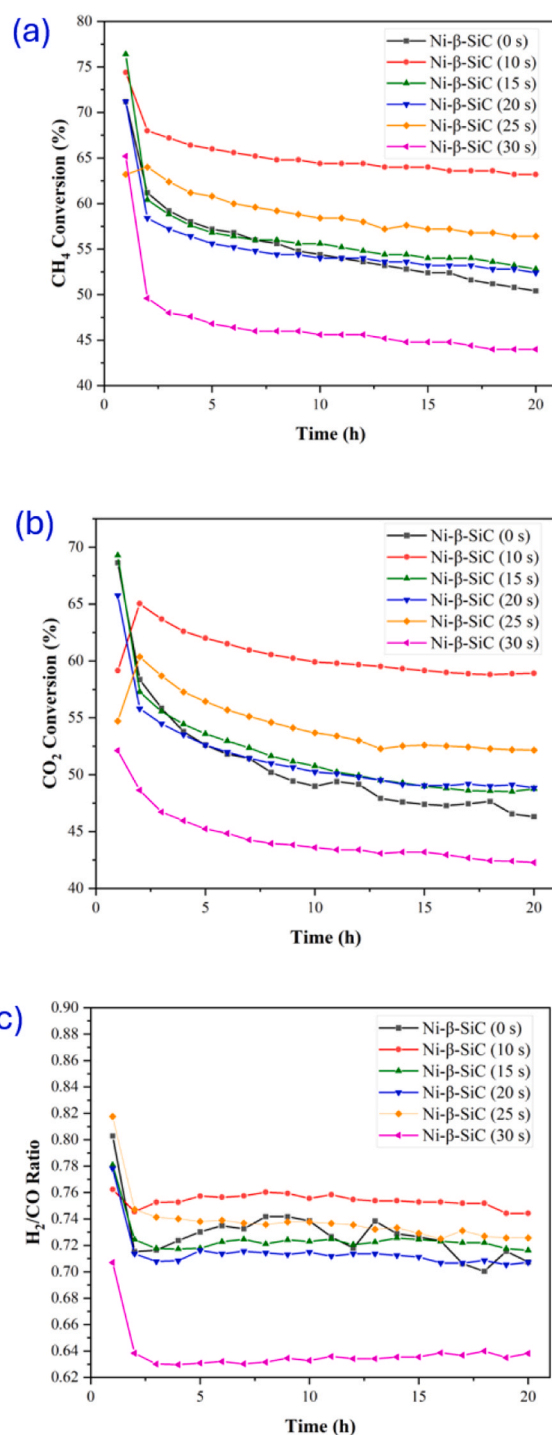 (a)
80
75
70
65
60
55
50
45
40
0
5
10
15
20
CH₄ Conversion (%)
Time (h)
Ni-β-SiC (0 s)
Ni-β-SiC (10 s)
Ni-β-SiC (15 s)
Ni-β-SiC (20 s)
Ni-β-SiC (25 s)
Ni-β-SiC (30 s)
(b)
70
65
60
55
50
45
40
0
5
10
15
20
CO₂ Conversion (%)
Time (h)
Ni-β-SiC (0 s)
Ni-β-SiC (10 s)
Ni-β-SiC (15 s)
Ni-β-SiC (20 s)
Ni-β-SiC (25 s)
Ni-β-SiC (30 s)
c)
0.90
0.88
0.86
0.84
0.82
0.80
0.78
0.76
0.74
0.72
0.70
0.68
0.66
0.64
0.62
0
5
10
15
20
H₂/CO Ratio
Time (h)
Ni-β-SiC (0 s)
Ni-β-SiC (10 s)
Ni-β-SiC (15 s)
Ni-β-SiC (20 s)
Ni-β-SiC (25 s)
Ni-β-SiC (30 s)